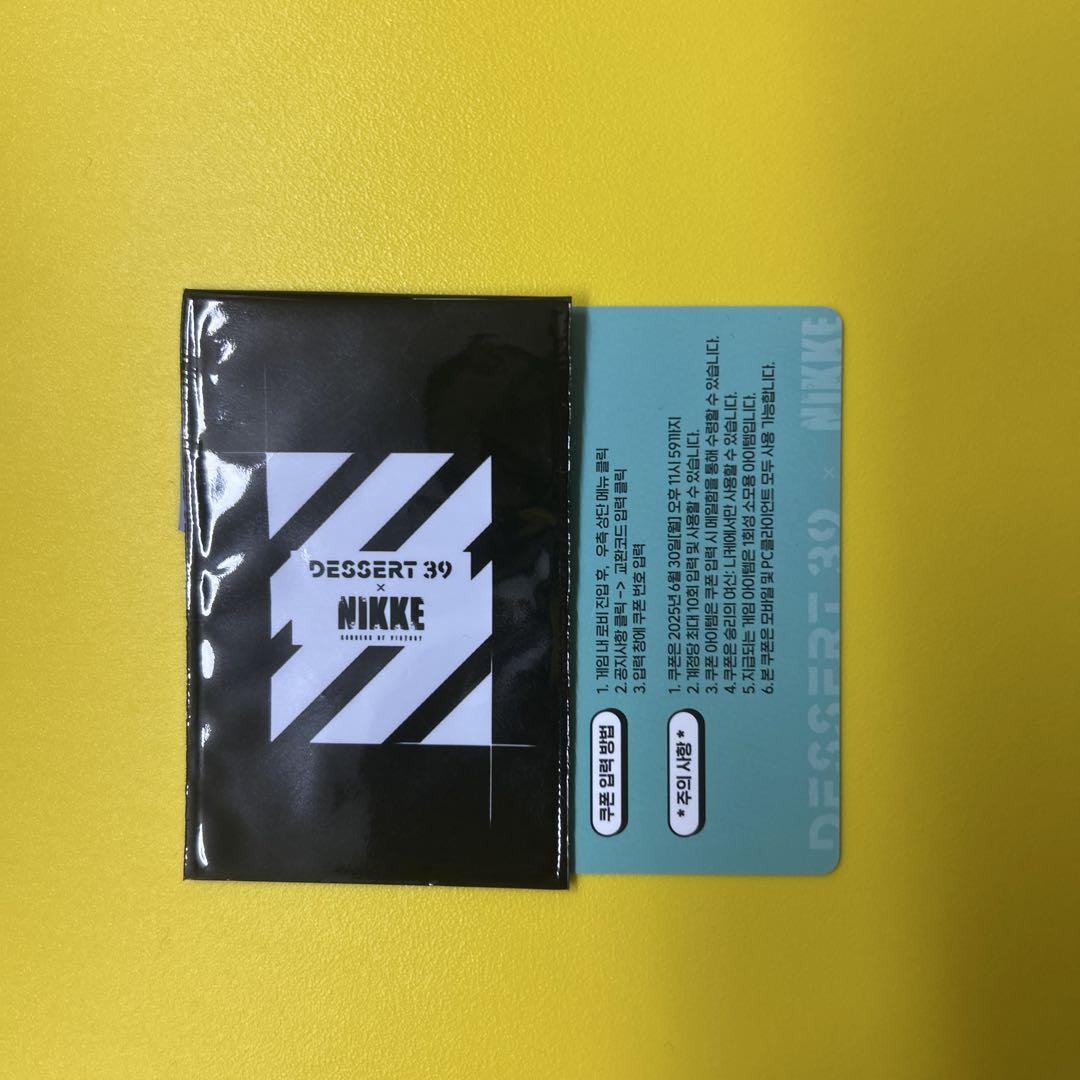 DESSERT 39
×
NIKKE
GODDESS OF VICTORY
쿠폰 입력 방법
1. 게임 내 로비 진입 후, 우측 상단 메뉴 클릭
2. 공지사항 클릭 -> 교환코드 입력 클릭
3. 입력 창에 쿠폰 번호 입력
* 주의 사항 *
1. 쿠폰은 2025년 6월 30일[월] 오후 11시 59까지
2. 계정당 최대 10회 입력 및 사용할 수 있습니다.
3. 쿠폰 아이템은 쿠폰 입력 시 메일함을 통해 수령할 수 있습니다.
4. 쿠폰은 승리의 여신: 니케에서만 사용할 수 있습니다.
5. 지급되는 게임 아이템은 1회성 소모용 아이템입니다.
6. 본 쿠폰은 모바일 및 PC클라이언트 모두 사용 가능합니다.
DESSERT 39 × NIKKE